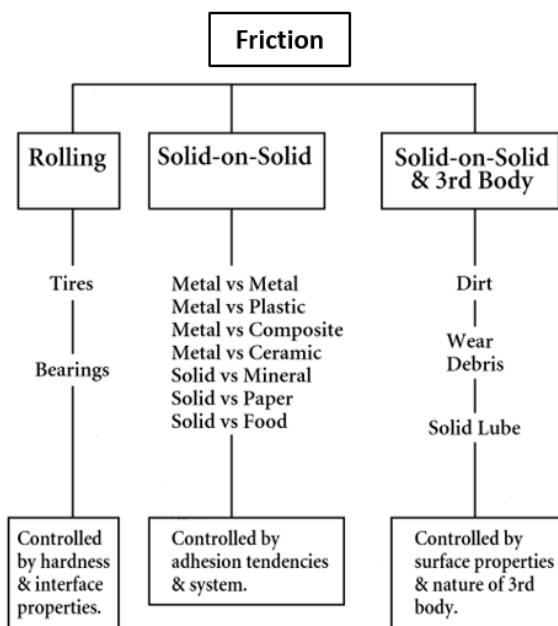 Friction
Rolling
Solid-on-Solid
Solid-on-Solid
& 3rd Body
Tires
Bearings
Metal vs Metal
Metal vs Plastic
Metal vs Composite
Metal vs Ceramic
Solid vs Mineral
Solid vs Paper
Solid vs Food
Dirt
Wear
Debris
Solid Lube
Controlled
by hardness
& interface
properties.
Controlled by
adhesion tendencies
& system.
Controlled by
surface properties
& nature of 3rd
body.